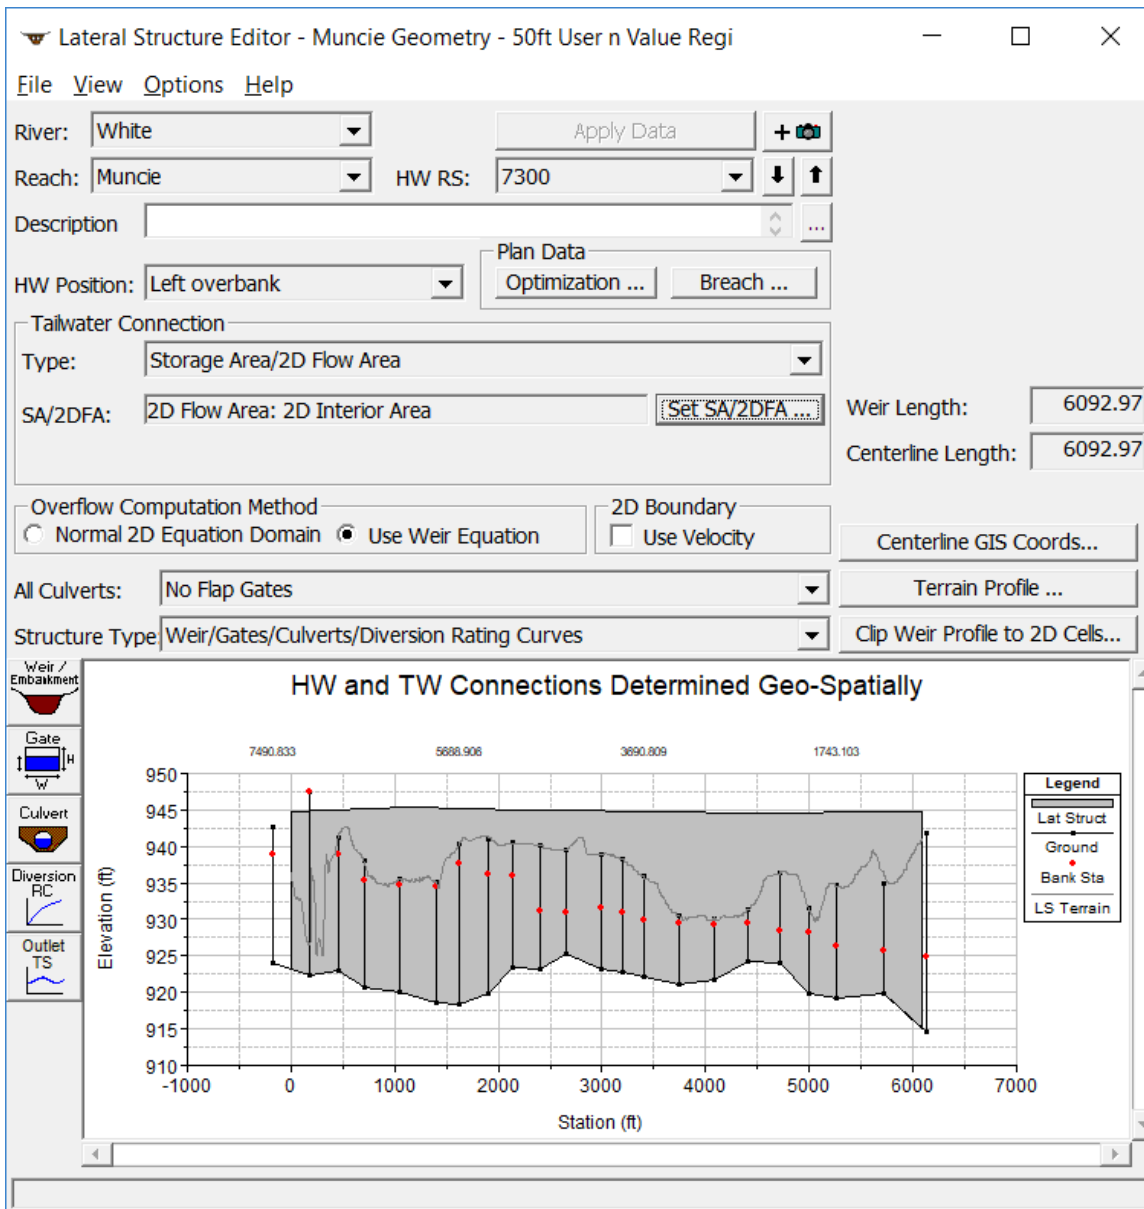 Lateral Structure Editor - Muncie Geometry - 50ft User n Value Regi
File View Options Help
River: White Apply Data +
Reach: Muncie HW RS: 7300
Description ...
Plan Data
HW Position: Left overbank Optimization ... Breach ...
Tailwater Connection
Type: Storage Area/2D Flow Area
SA/2DFA: 2D Flow Area: 2D Interior Area Set SA/2DFA ... Weir Length: 6092.97
Centerline Length: 6092.97
Overflow Computation Method 2D Boundary
Normal 2D Equation Domain Use Weir Equation Use Velocity Centerline GIS Coords...
All Culverts: No Flap Gates Terrain Profile ...
Structure Type: Weir/Gates/Culverts/Diversion Rating Curves Clip Weir Profile to 2D Cells...
Weir / Embankment
Gate
H
W
Culvert
Diversion RC
Outlet TS
HW and TW Connections Determined Geo-Spatially
7490.833 5688.906 3690.809 1743.103
950
945
940
935
930
925
920
915
910
Elevation (ft)
-1000 0 1000 2000 3000 4000 5000 6000 7000
Station (ft)
Legend
Lat Struct
Ground
Bank Sta
LS Terrain